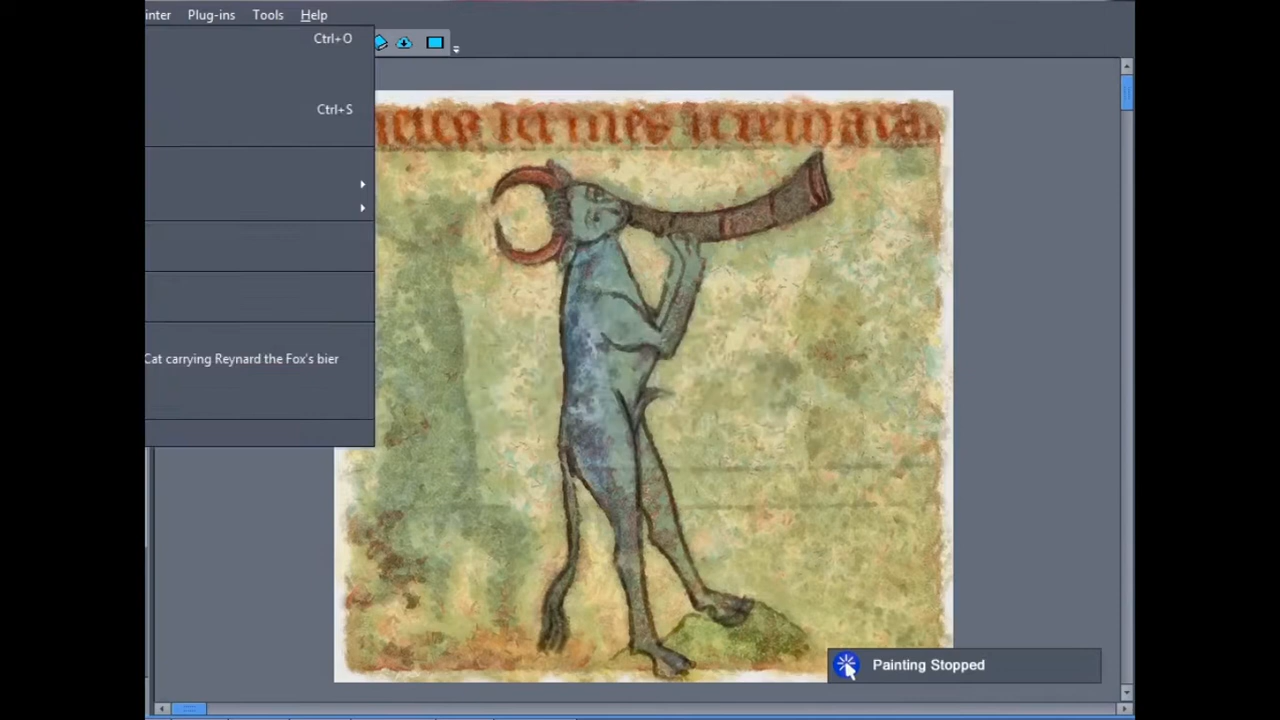 inter Plug-ins Tools Help
Ctrl+O
Ctrl+S
Cat carrying Reynard the Fox's bier
Painting Stopped